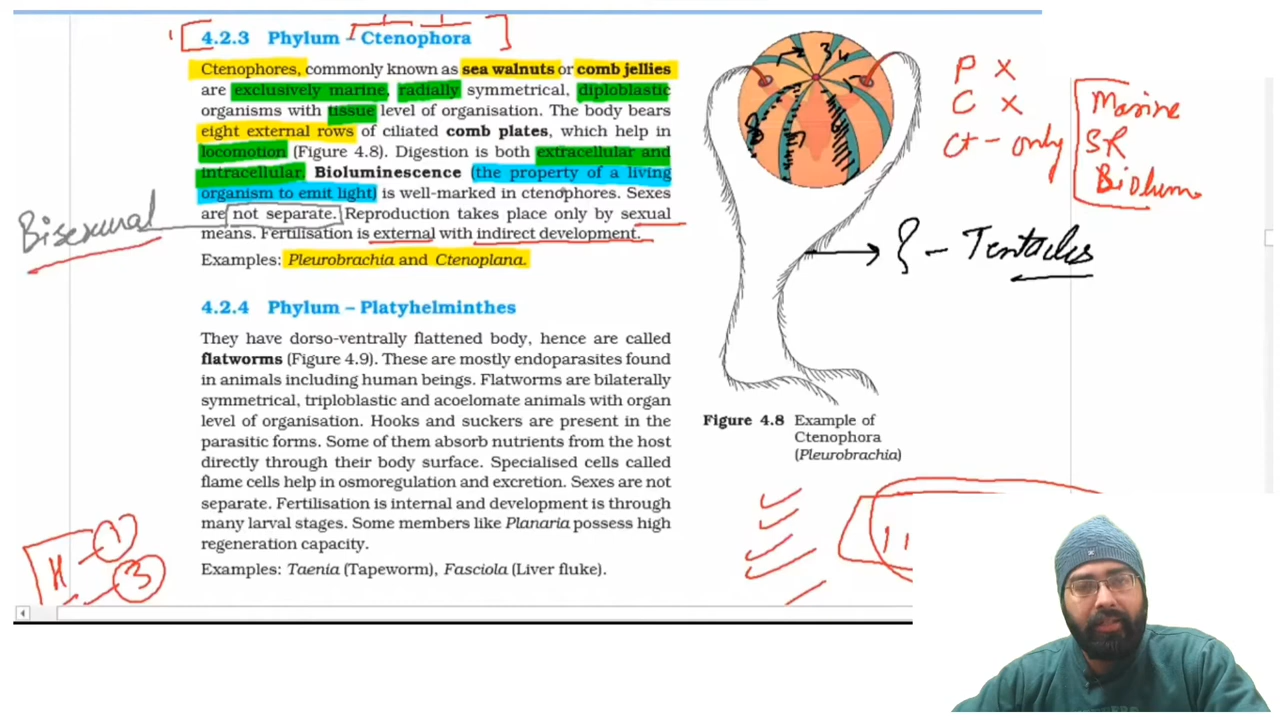 4.2.3 Phylum – Ctenophora
Ctenophores, commonly known as sea walnuts or comb jellies
are exclusively marine, radially symmetrical, diploblastic
organisms with tissue level of organisation. The body bears
eight external rows of ciliated comb plates, which help in
locomotion (Figure 4.8). Digestion is both extracellular and
intracellular. Bioluminescence (the property of a living
organism to emit light) is well-marked in ctenophores. Sexes
are not separate. Reproduction takes place only by sexual
means. Fertilisation is external with indirect development.
Examples: Pleurobrachia and Ctenoplana.
Bisexual
4.2.4 Phylum – Platyhelminthes
They have dorso-ventrally flattened body, hence are called
flatworms (Figure 4.9). These are mostly endoparasites found
in animals including human beings. Flatworms are bilaterally
symmetrical, triploblastic and acoelomate animals with organ
level of organisation. Hooks and suckers are present in the
parasitic forms. Some of them absorb nutrients from the host
directly through their body surface. Specialised cells called
flame cells help in osmoregulation and excretion. Sexes are not
separate. Fertilisation is internal and development is through
many larval stages. Some members like Planaria possess high
regeneration capacity.
Examples: Taenia (Tapeworm), Fasciola (Liver fluke).
H
1
3
3 4
8
P X
C X
Ct – only
Marine
SR
Biolum
– Tentacles
Figure 4.8 Example of
Ctenophora
(Pleurobrachia)